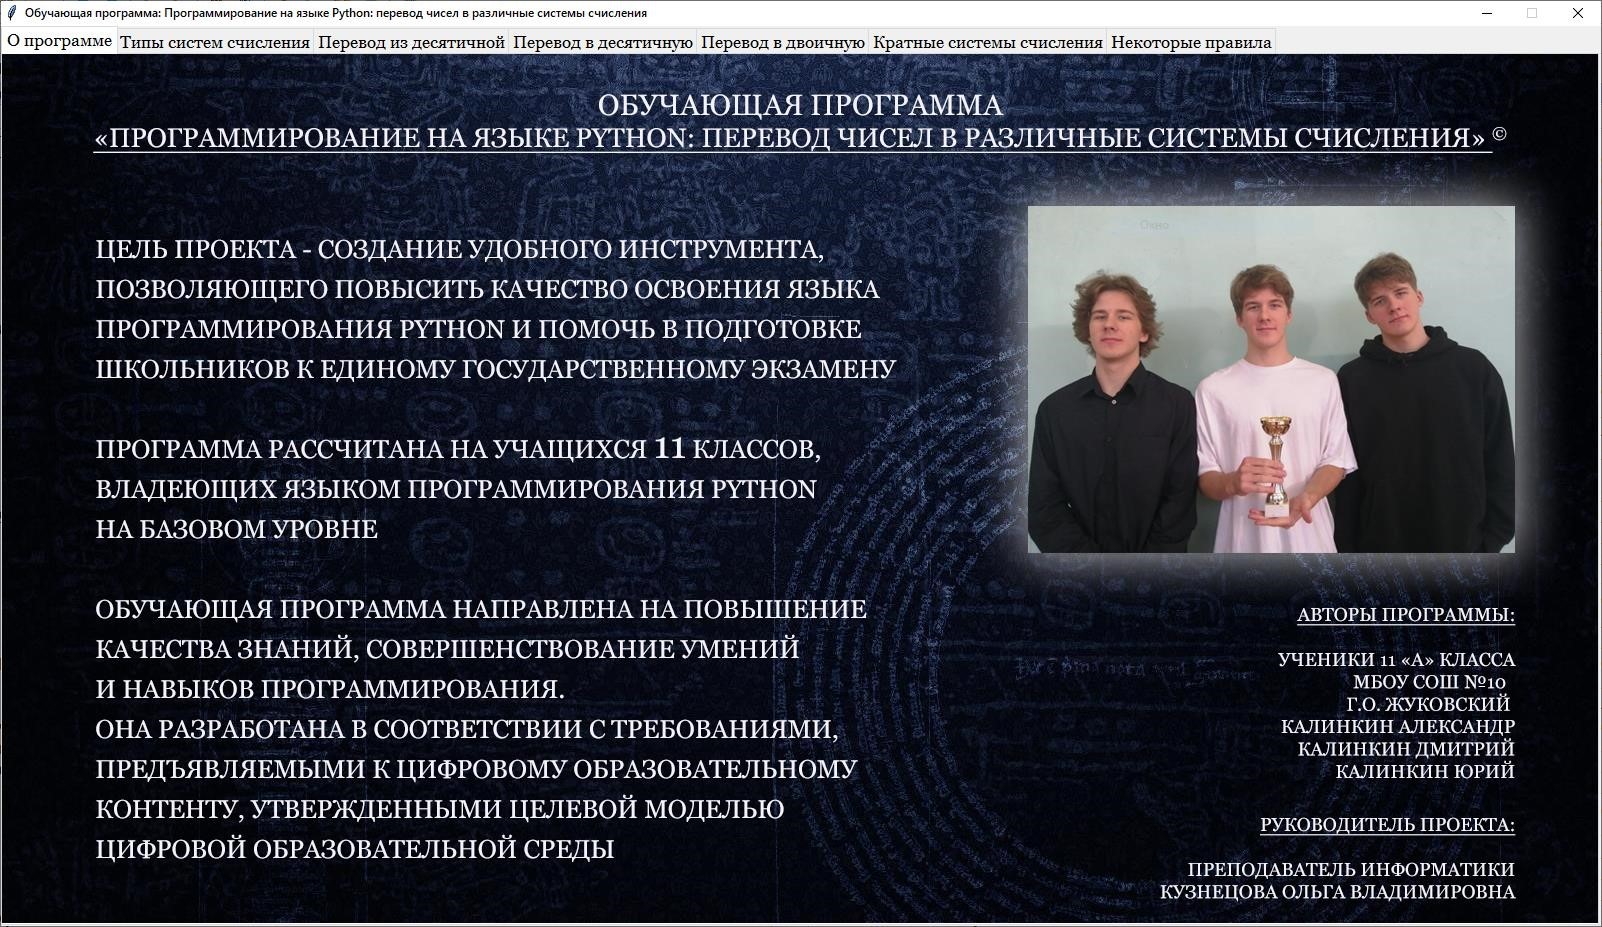 Обучающая программа: Программирование на языке Python: перевод чисел в различные системы счисления
О программе Типы систем счисления Перевод из десятичной Перевод в десятичную Перевод в двоичную Кратные системы счисления Некоторые правила
ОБУЧАЮЩАЯ ПРОГРАММА
«ПРОГРАММИРОВАНИЕ НА ЯЗЫКЕ PYTHON: ПЕРЕВОД ЧИСЕЛ В РАЗЛИЧНЫЕ СИСТЕМЫ СЧИСЛЕНИЯ» ©
ЦЕЛЬ ПРОЕКТА - СОЗДАНИЕ УДОБНОГО ИНСТРУМЕНТА,
ПОЗВОЛЯЮЩЕГО ПОВЫСИТЬ КАЧЕСТВО ОСВОЕНИЯ ЯЗЫКА
ПРОГРАММИРОВАНИЯ PYTHON И ПОМОЧЬ В ПОДГОТОВКЕ
ШКОЛЬНИКОВ К ЕДИНОМУ ГОСУДАРСТВЕННОМУ ЭКЗАМЕНУ
ПРОГРАММА РАССЧИТАНА НА УЧАЩИХСЯ 11 КЛАССОВ,
ВЛАДЕЮЩИХ ЯЗЫКОМ ПРОГРАММИРОВАНИЯ PYTHON
НА БАЗОВОМ УРОВНЕ
ОБУЧАЮЩАЯ ПРОГРАММА НАПРАВЛЕНА НА ПОВЫШЕНИЕ
КАЧЕСТВА ЗНАНИЙ, СОВЕРШЕНСТВОВАНИЕ УМЕНИЙ
И НАВЫКОВ ПРОГРАММИРОВАНИЯ.
ОНА РАЗРАБОТАНА В СООТВЕТСТВИИ С ТРЕБОВАНИЯМИ,
ПРЕДЪЯВЛЯЕМЫМИ К ЦИФРОВОМУ ОБРАЗОВАТЕЛЬНОМУ
КОНТЕНТУ, УТВЕРЖДЕННЫМИ ЦЕЛЕВОЙ МОДЕЛЬЮ
ЦИФРОВОЙ ОБРАЗОВАТЕЛЬНОЙ СРЕДЫ
Окно
АВТОРЫ ПРОГРАММЫ:
УЧЕНИКИ 11 «А» КЛАССА
МБОУ СОШ №10
Г.О. ЖУКОВСКИЙ
КАЛИНКИН АЛЕКСАНДР
КАЛИНКИН ДМИТРИЙ
КАЛИНКИН ЮРИЙ
РУКОВОДИТЕЛЬ ПРОЕКТА:
ПРЕПОДАВАТЕЛЬ ИНФОРМАТИКИ
КУЗНЕЦОВА ОЛЬГА ВЛАДИМИРОВНА